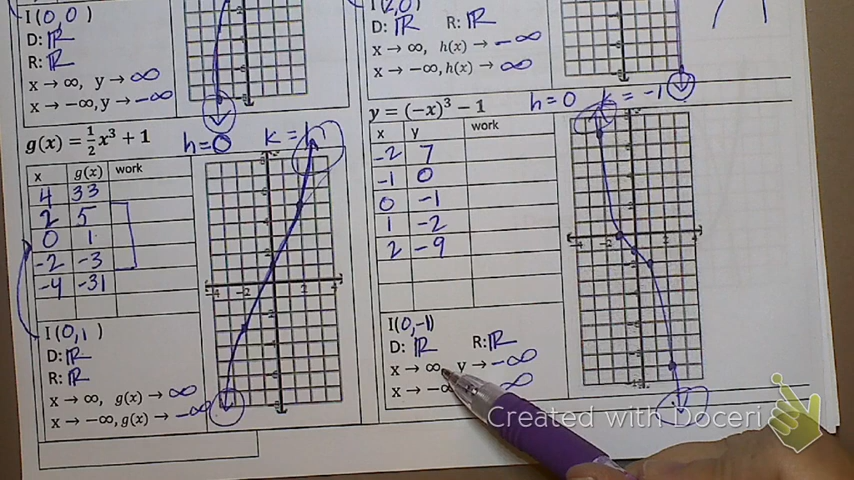 I(0,0)
D: ℝ
R: ℝ
x → ∞, y → ∞
x → −∞, y → −∞
I(2,0)
D: ℝ R: ℝ
x → ∞, h(x) → −∞
x → −∞, h(x) → ∞
g(x) = ½x³ + 1
h=0 k=1
x g(x) work
4 33
2 5
0 1
-2 -3
-4 -31
I(0,1)
D: ℝ
R: ℝ
x → ∞, g(x) → ∞
x → −∞, g(x) → −∞
y = (−x)³ − 1
h=0 k=-1
x y work
-2 7
-1 0
0 -1
1 -2
2 -9
I(0,-1)
D: ℝ R: ℝ
x → ∞, y → −∞
x → −∞ ∞
Created with Doceri